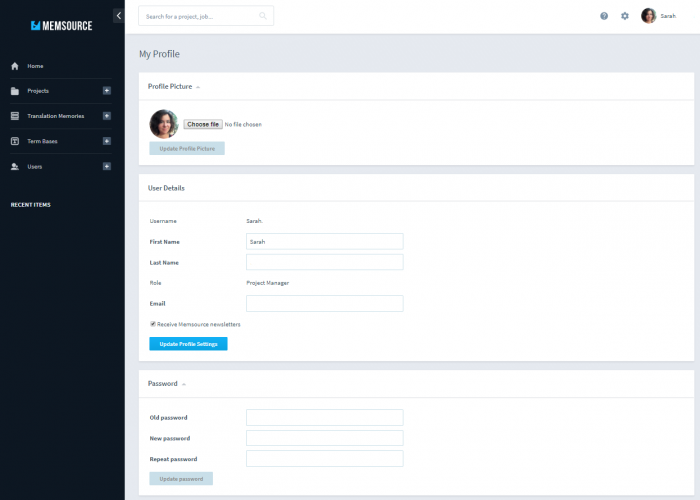 MEMSOURCE
Search for a project, job...
Sarah
Home
Projects
Translation Memories
Term Bases
Users
RECENT ITEMS
My Profile
Profile Picture
Choose file No file chosen
Update Profile Picture
User Details
Username Sarah.
First Name Sarah
Last Name
Role Project Manager
Email
Receive Memsource newsletters
Update Profile Settings
Password
Old password
New password
Repeat password
Update password